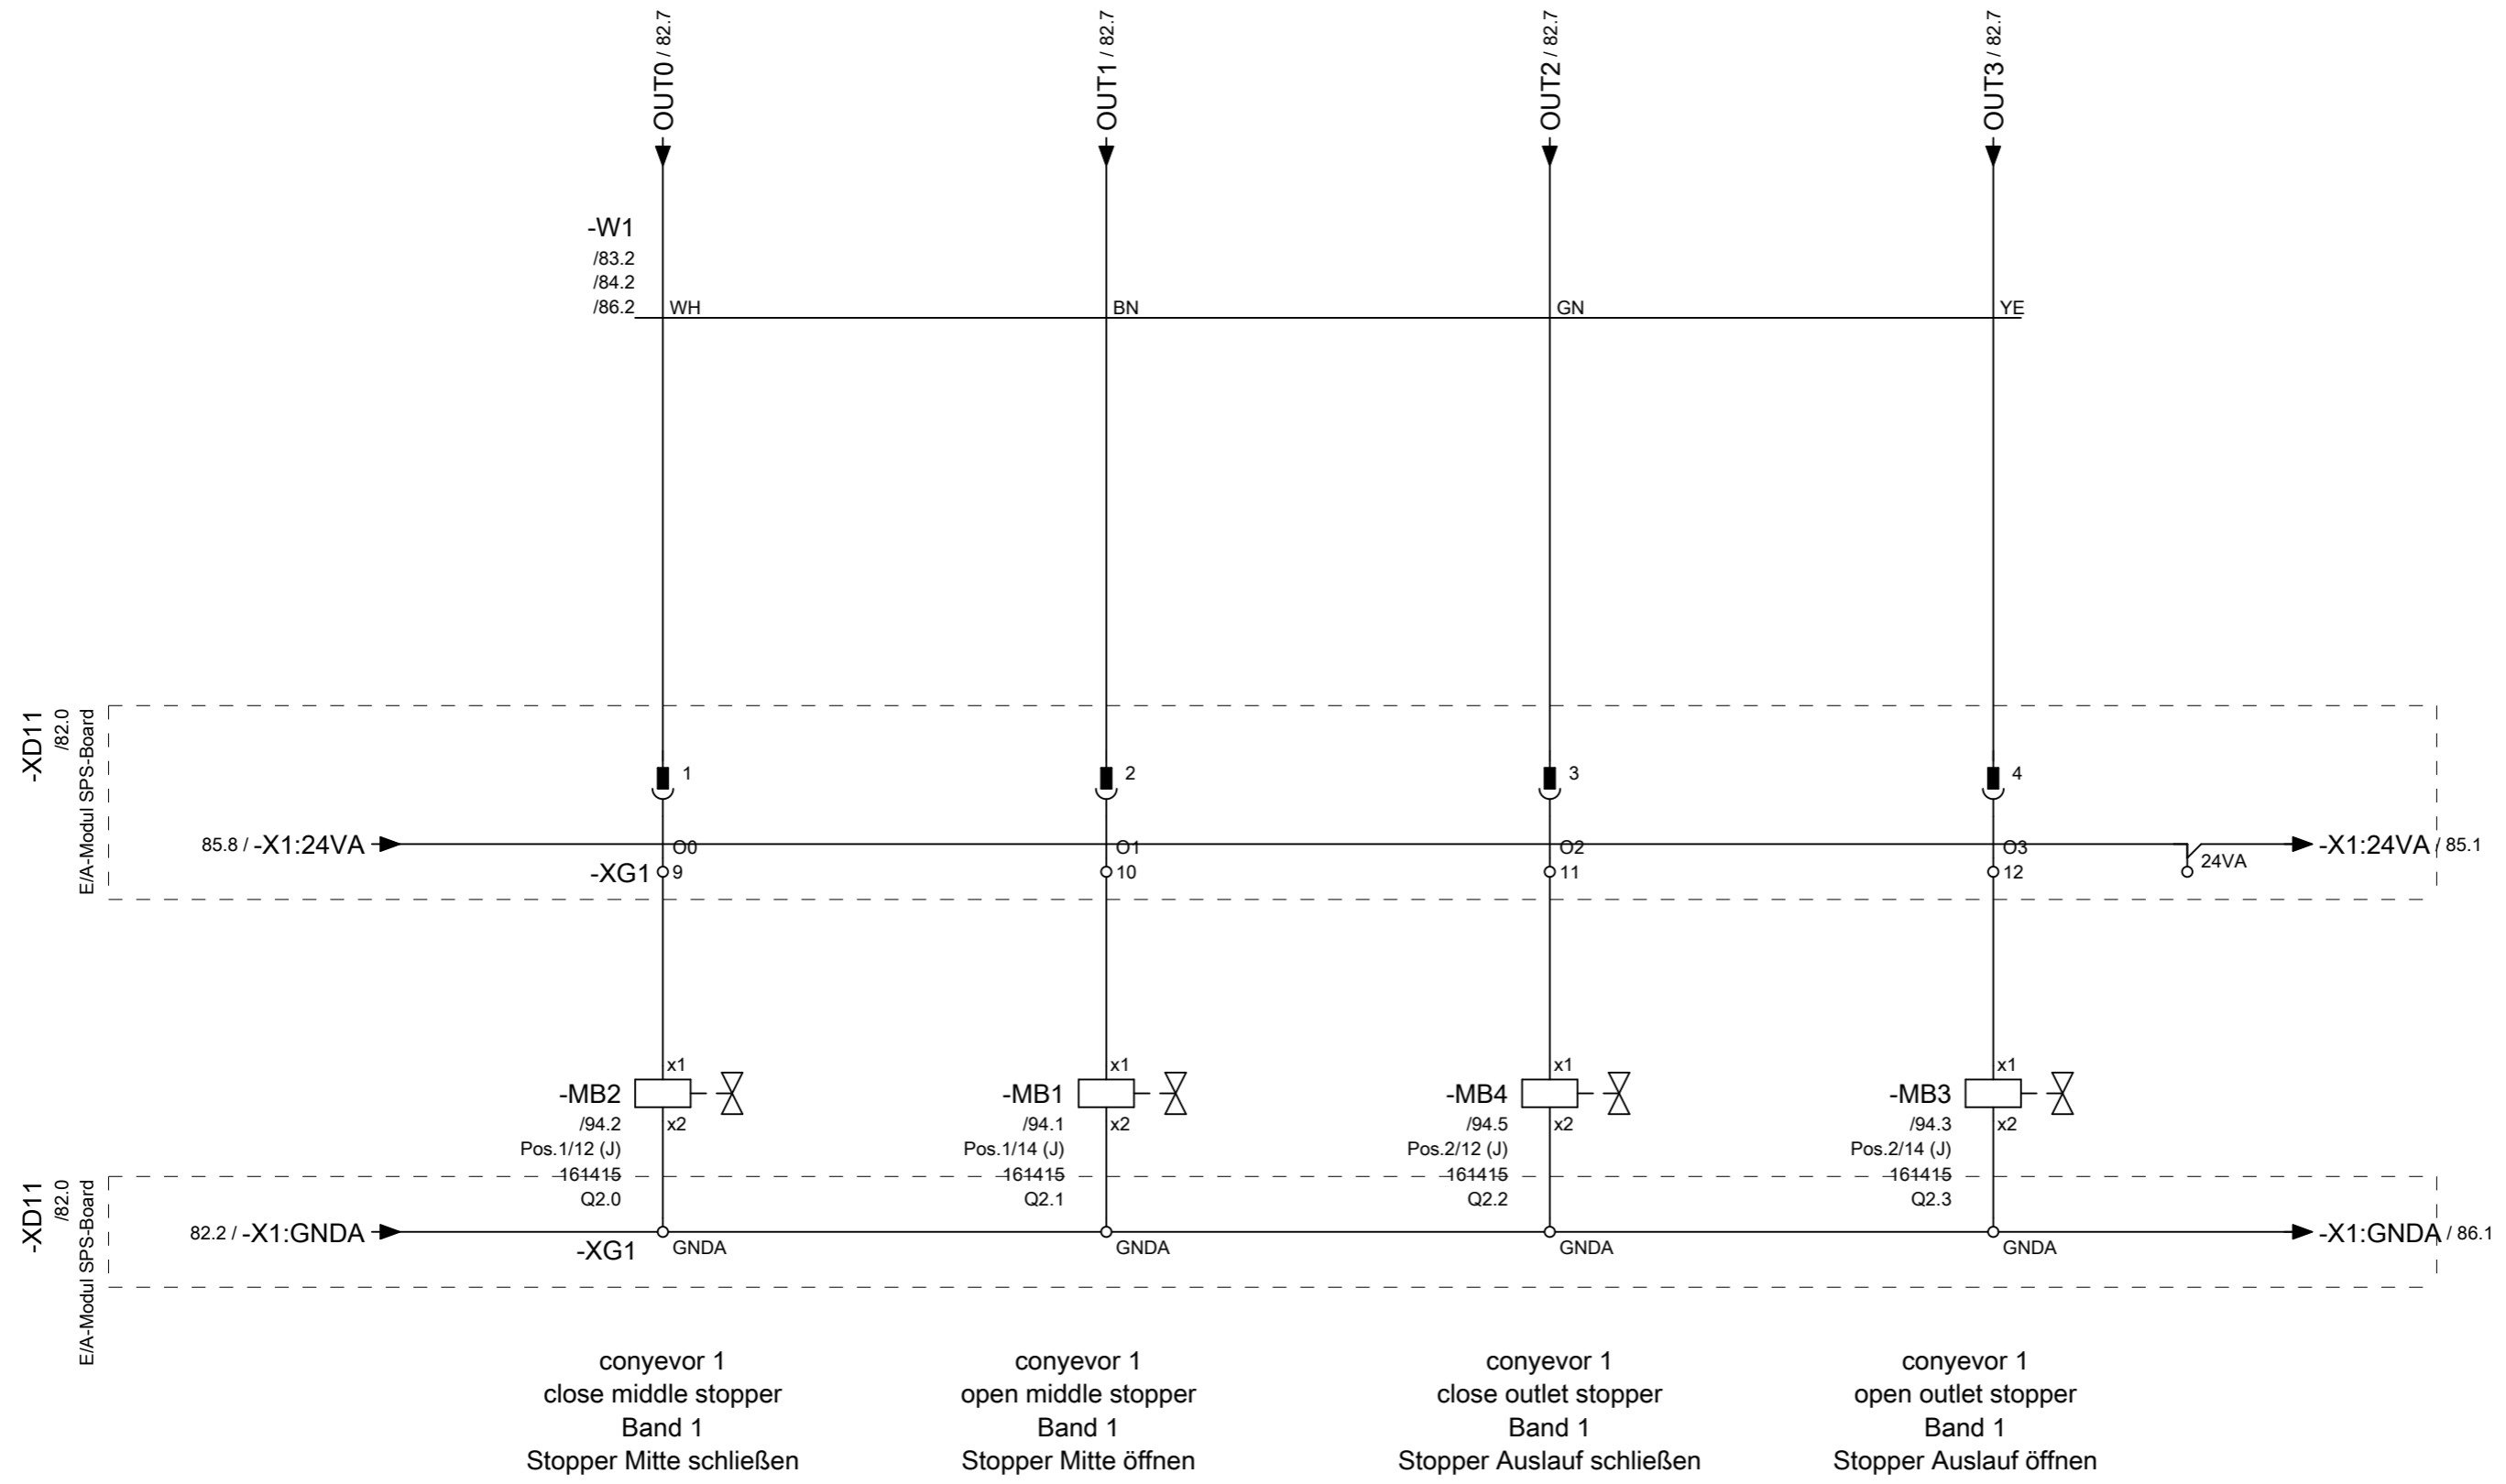 OUT0 / 82.7
OUT1 / 82.7
OUT2 / 82.7
OUT3 / 82.7
-W1
/83.2
/84.2
/86.2
WH
BN
GN
YE
-XD11
/82.0
E/A-Modul SPS-Board
1
2
3
4
85.8 / -X1:24VA
O0
O1
O2
O3
-X1:24VA / 85.1
-XG1
9
10
11
12
24VA
x1
x1
x1
x1
-MB2
-MB1
-MB4
-MB3
/94.2
x2
/94.1
x2
/94.5
x2
/94.3
x2
Pos.1/12 (J)
Pos.1/14 (J)
Pos.2/12 (J)
Pos.2/14 (J)
161415
161415
161415
161415
Q2.0
Q2.1
Q2.2
Q2.3
-XD11
/82.0
E/A-Modul SPS-Board
82.2 / -X1:GNDA
-X1:GNDA / 86.1
-XG1
GNDA
GNDA
GNDA
GNDA
conyevor 1
close middle stopper
Band 1
Stopper Mitte schließen
conyevor 1
open middle stopper
Band 1
Stopper Mitte öffnen
conyevor 1
close outlet stopper
Band 1
Stopper Auslauf schließen
conyevor 1
open outlet stopper
Band 1
Stopper Auslauf öffnen